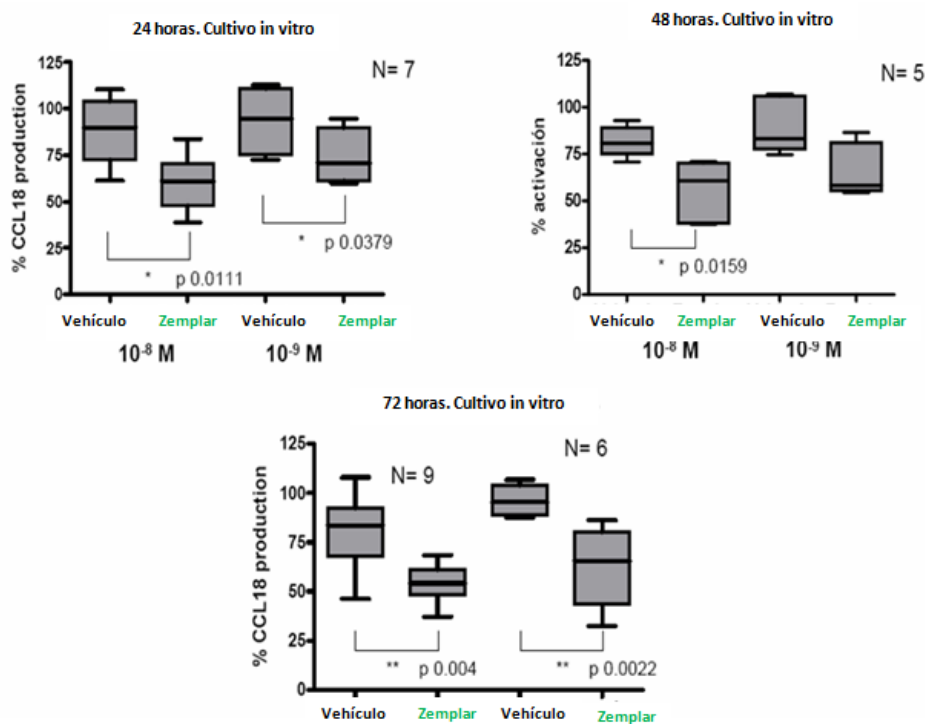 24 horas. Cultivo in vitro
% CCL18 production
125
100
75
50
25
0
N= 7
* p 0.0111
* p 0.0379
Vehículo Zemplar Vehículo Zemplar
10-8 M 10-9 M
48 horas. Cultivo in vitro
% activación
125
100
75
50
25
0
N= 5
* p 0.0159
Vehículo Zemplar Vehículo Zemplar
10-8 M 10-9 M
72 horas. Cultivo in vitro
% CCL18 production
125
100
75
50
25
0
N= 9 N= 6
** p 0.004 ** p 0.0022
Vehículo Zemplar Vehículo Zemplar